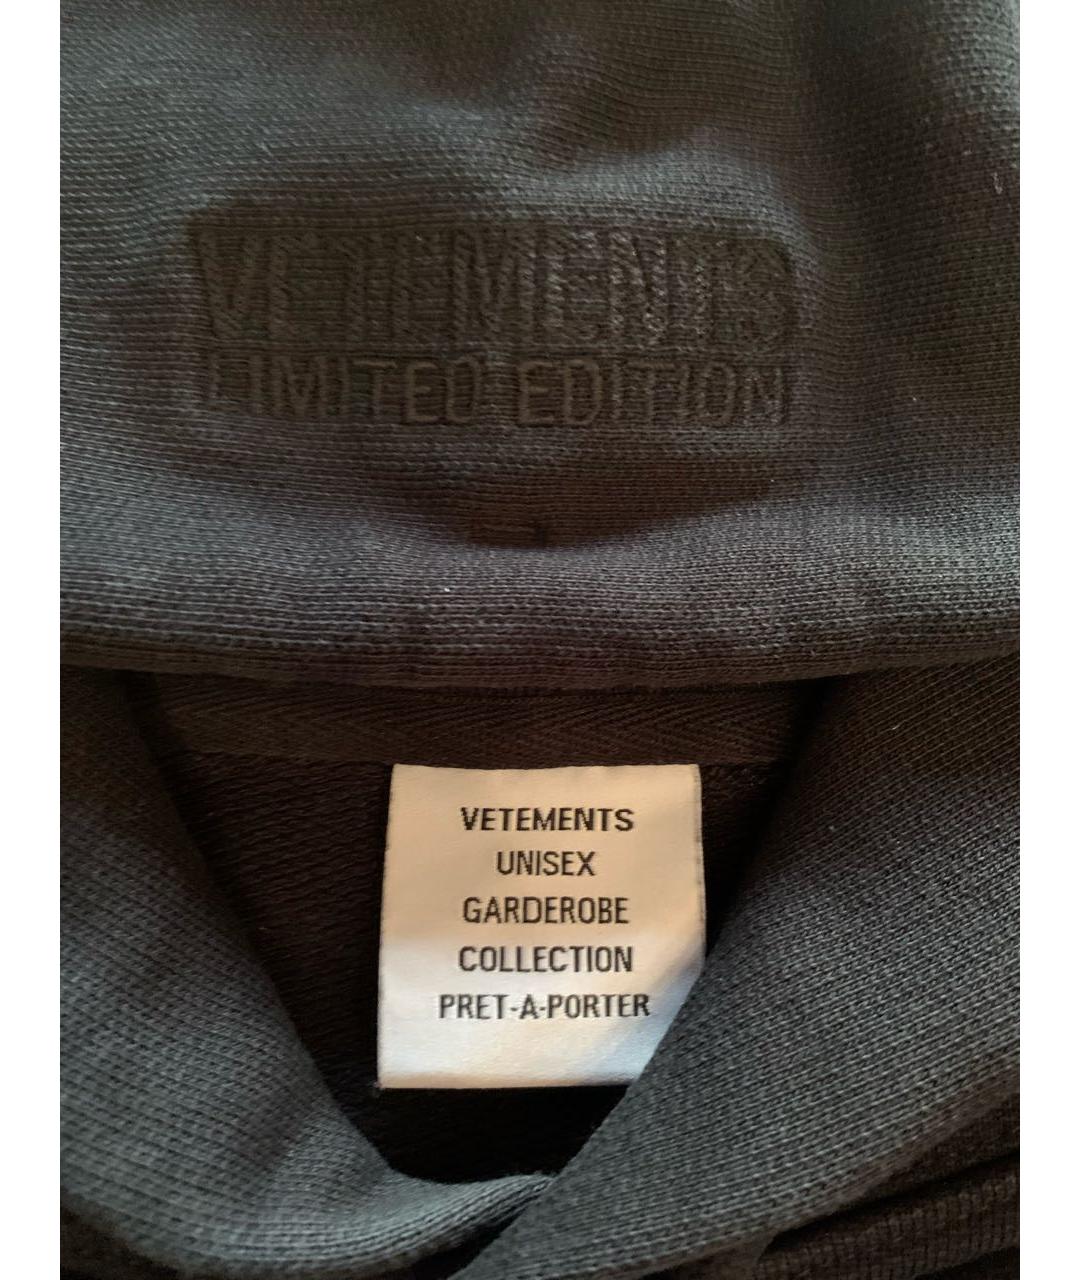 VETEMENTS
LIMITED EDITION
VETEMENTS
UNISEX
GARDEROBE
COLLECTION
PRET-A-PORTER